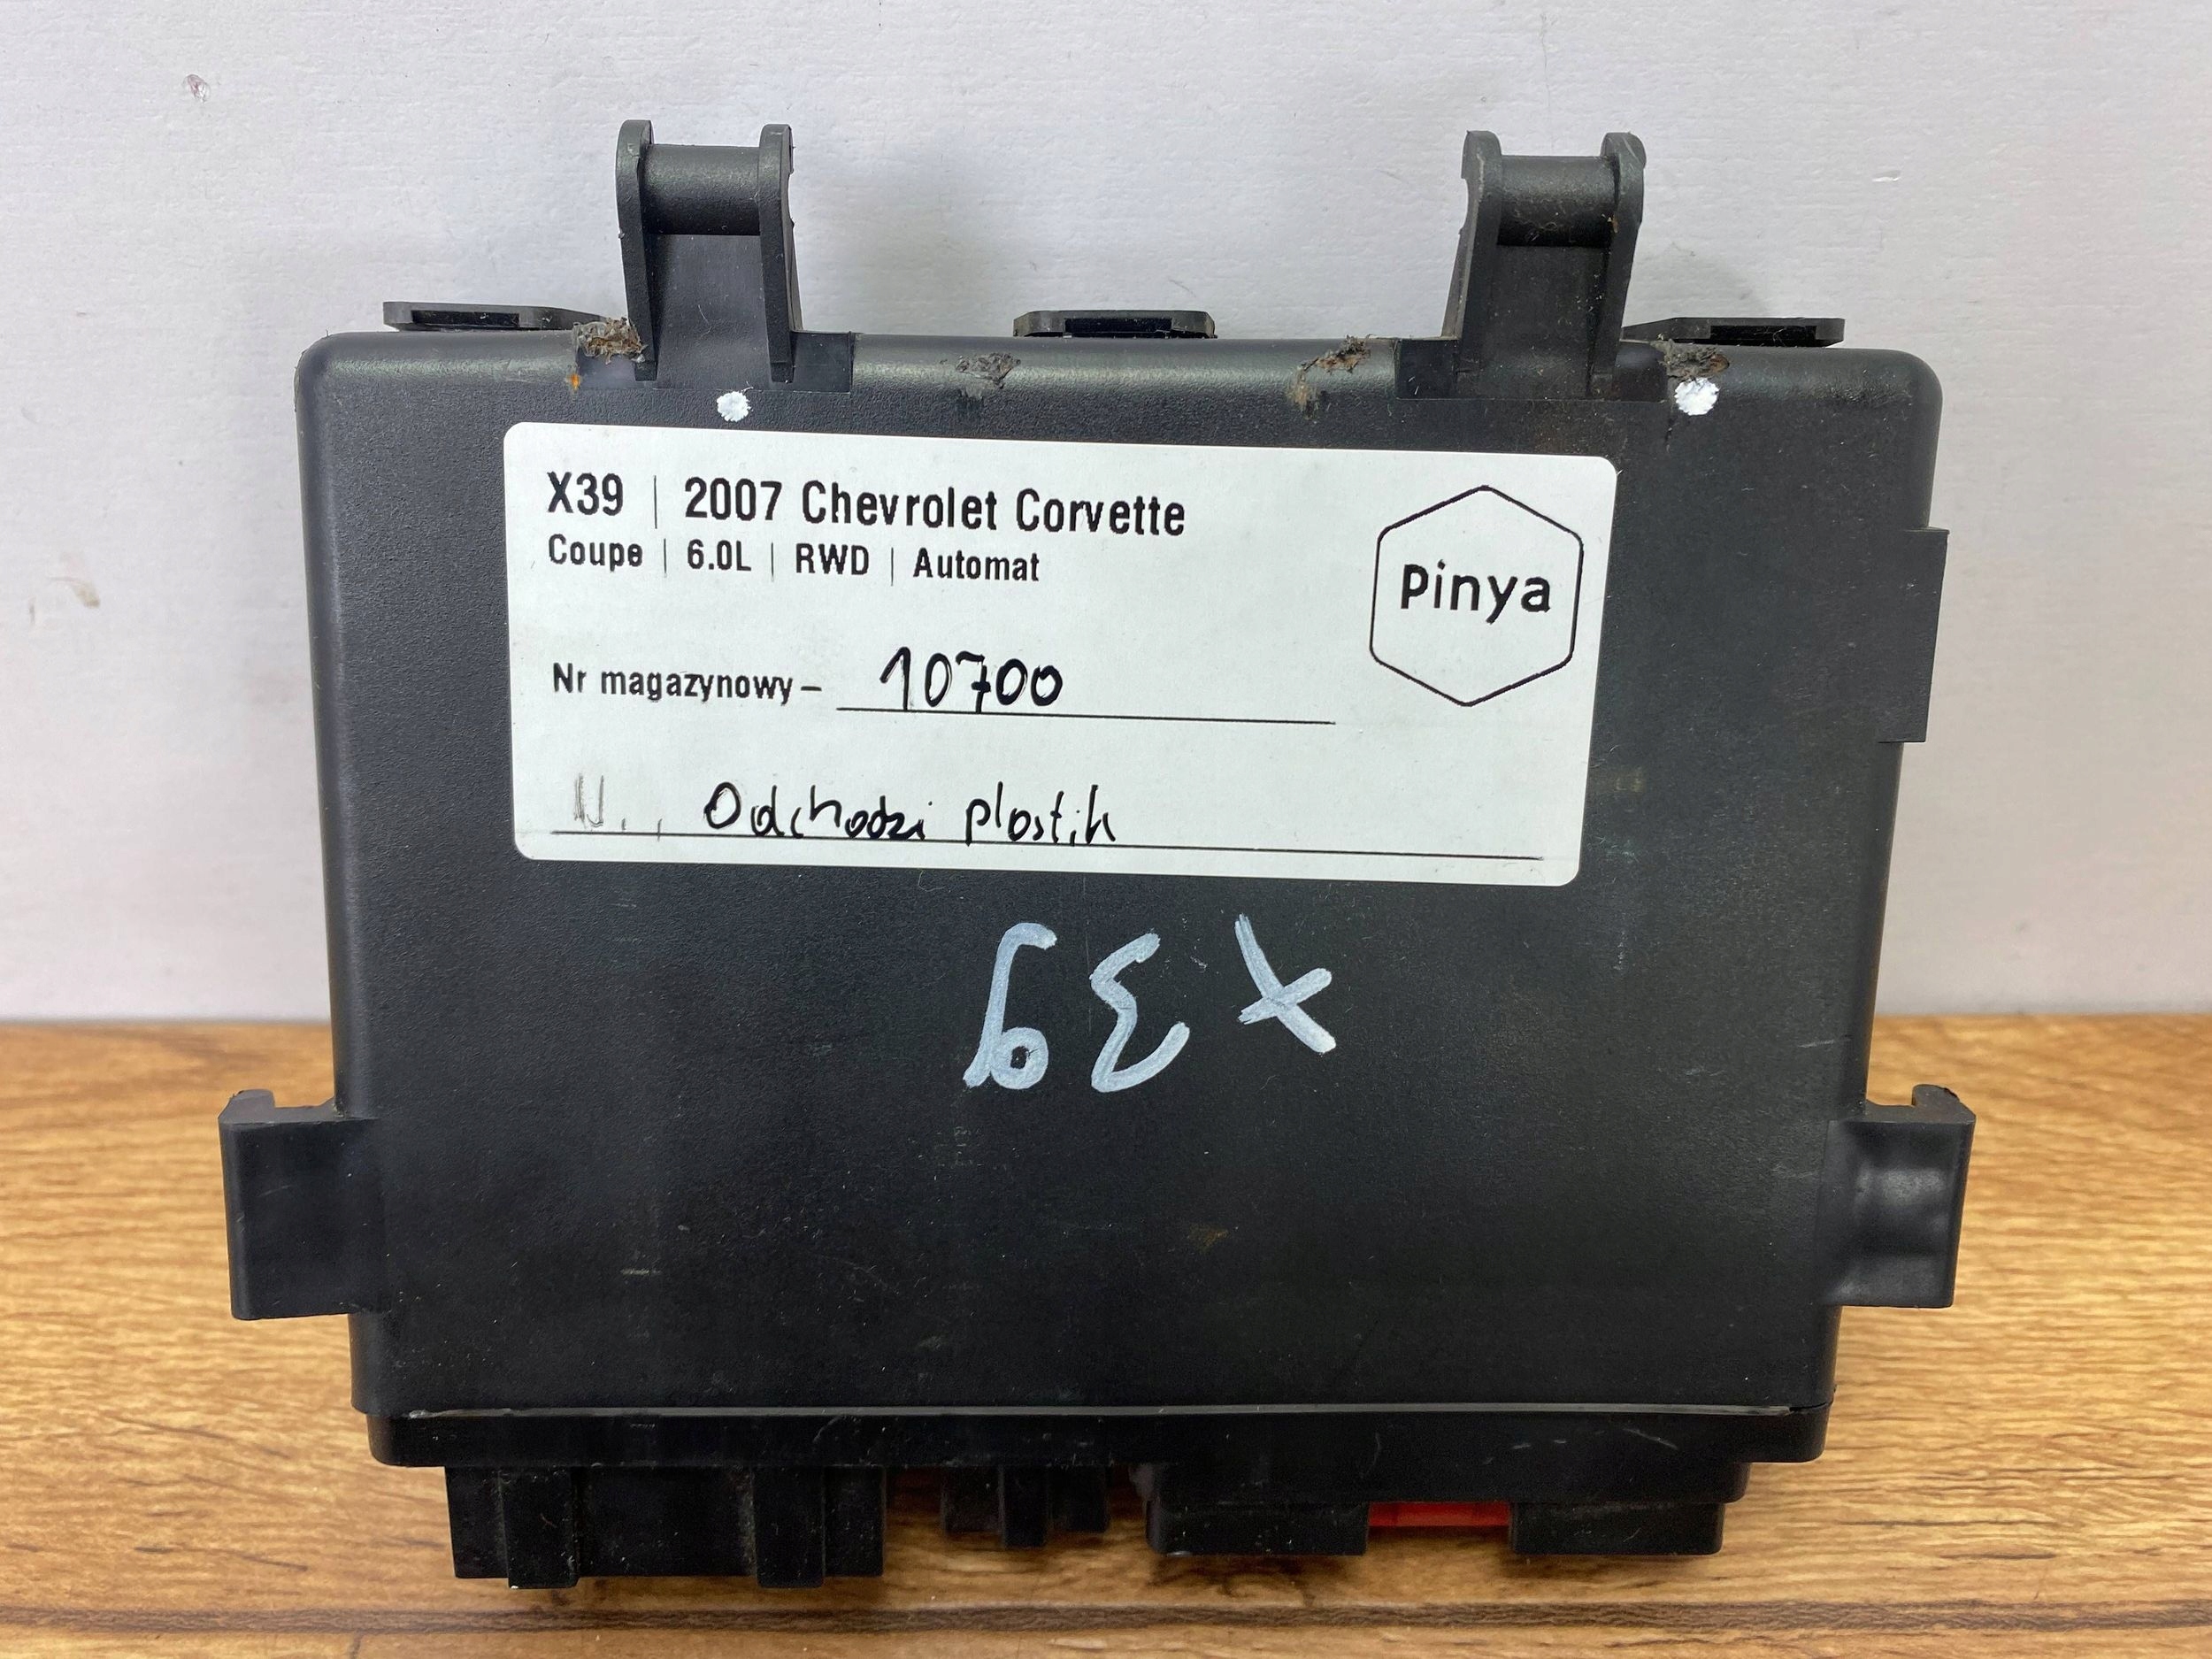 X39 | 2007 Chevrolet Corvette
Coupe | 6.0L | RWD | Automat
Pinya
Nr magazynowy – 10700
Odchodzi plastik
X39